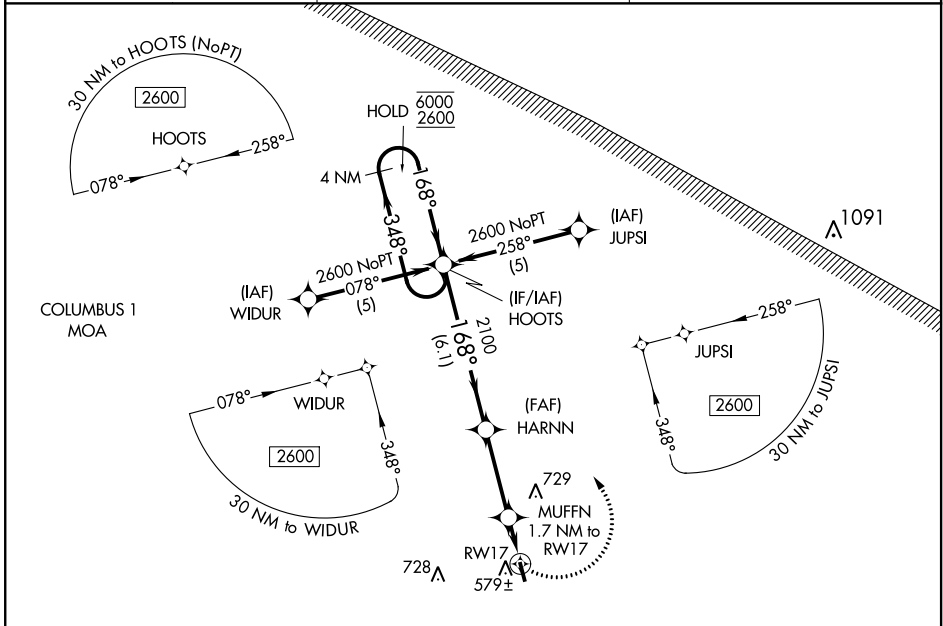 30 NM to HOOTS (NoPT)
2600
HOOTS
078°
258°
HOLD
6000
2600
4 NM
168°
348°
(IAF)
JUPSI
2600 NoPT
258°
(5)
1091
2600 NoPT
078°
(5)
(IAF)
WIDUR
(IF/IAF)
HOOTS
COLUMBUS 1
MOA
2100
168°
(6.1)
258°
JUPSI
2600
348°
30 NM to JUPSI
078°
WIDUR
2600
348°
30 NM to WIDUR
(FAF)
HARNN
729
MUFFN
1.7 NM to
RW17
RW17
728
579±